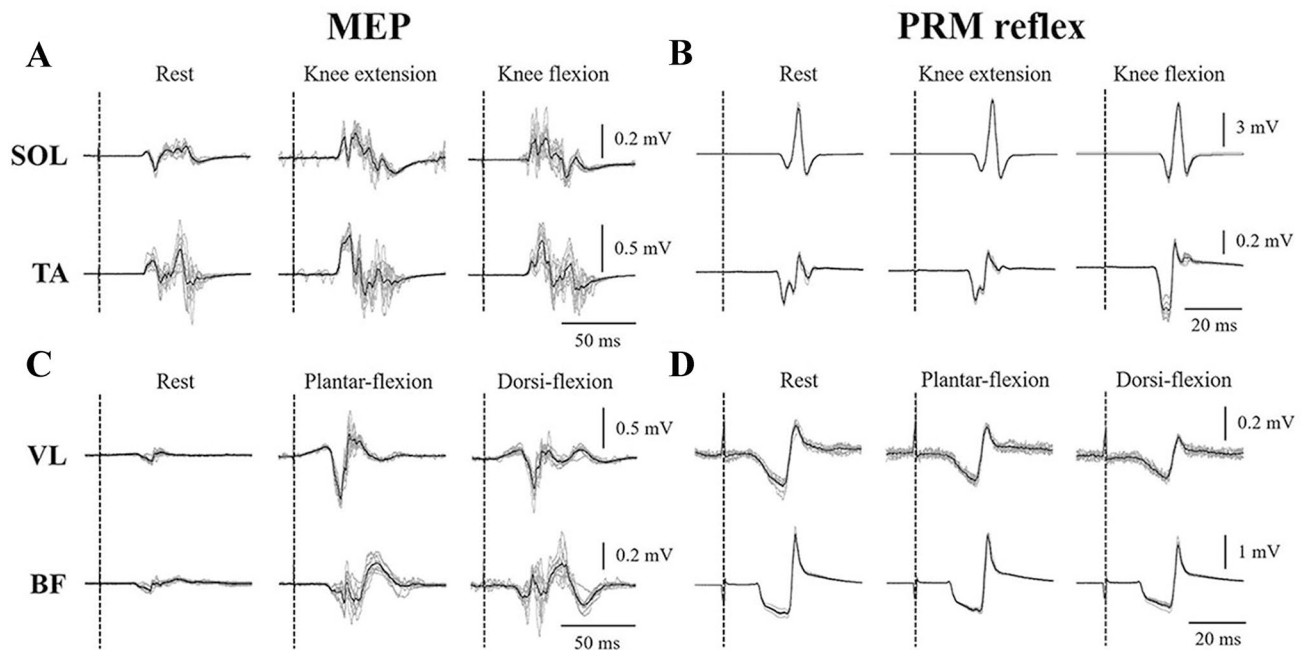 MEP PRM reflex
A B
Rest Knee extension Knee flexion Rest Knee extension Knee flexion
SOL 0.2 mV 3 mV
TA 0.5 mV 0.2 mV
50 ms 20 ms
C D
Rest Plantar-flexion Dorsi-flexion Rest Plantar-flexion Dorsi-flexion
VL 0.5 mV 0.2 mV
BF 0.2 mV 1 mV
50 ms 20 ms